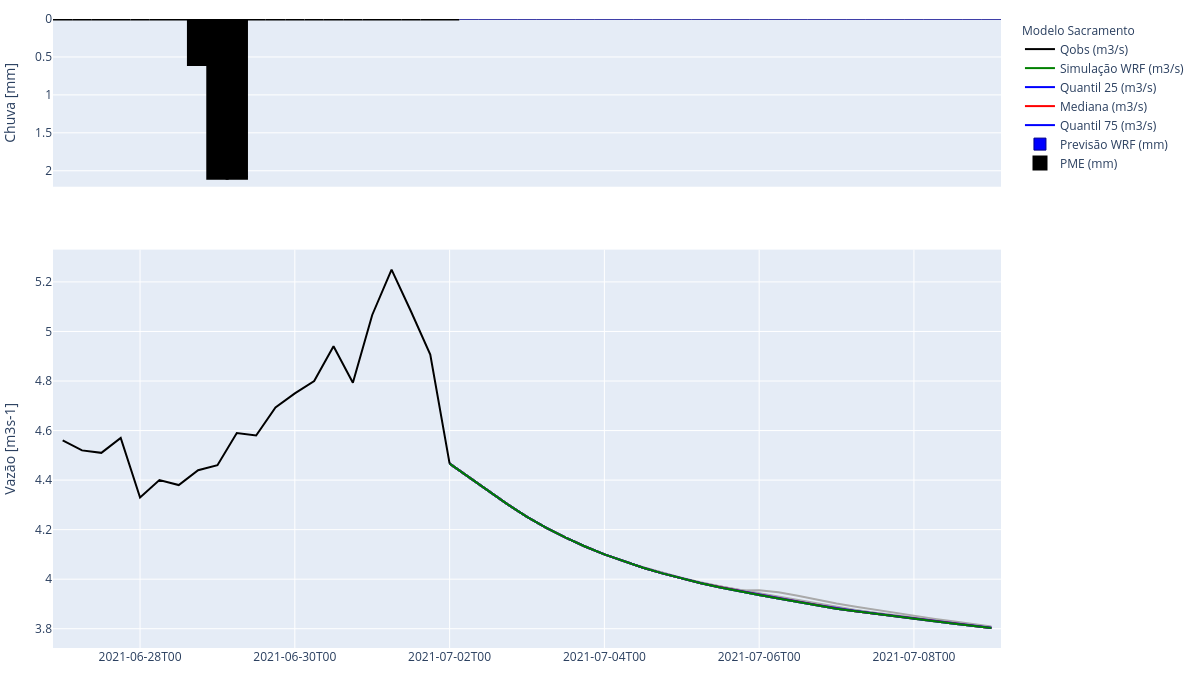 0
0.5
1
1.5
2
Chuva [mm]
Modelo Sacramento
Qobs (m3/s)
Simulação WRF (m3/s)
Quantil 25 (m3/s)
Mediana (m3/s)
Quantil 75 (m3/s)
Previsão WRF (mm)
PME (mm)
5.2
5
4.8
4.6
4.4
4.2
4
3.8
Vazão [m3s-1]
2021-06-28T00
2021-06-30T00
2021-07-02T00
2021-07-04T00
2021-07-06T00
2021-07-08T00